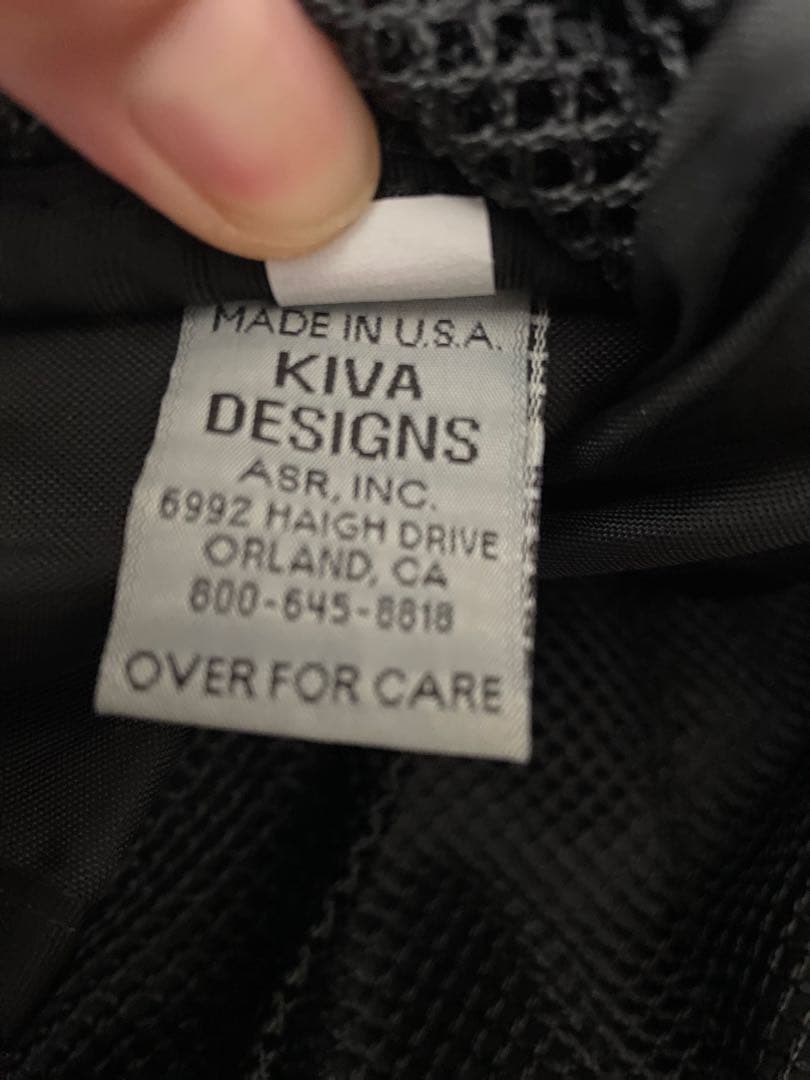 MADE IN U.S.A.
KIVA
DESIGNS
ASR, INC.
6992 HAIGH DRIVE
ORLAND, CA
800-645-8818
OVER FOR CARE